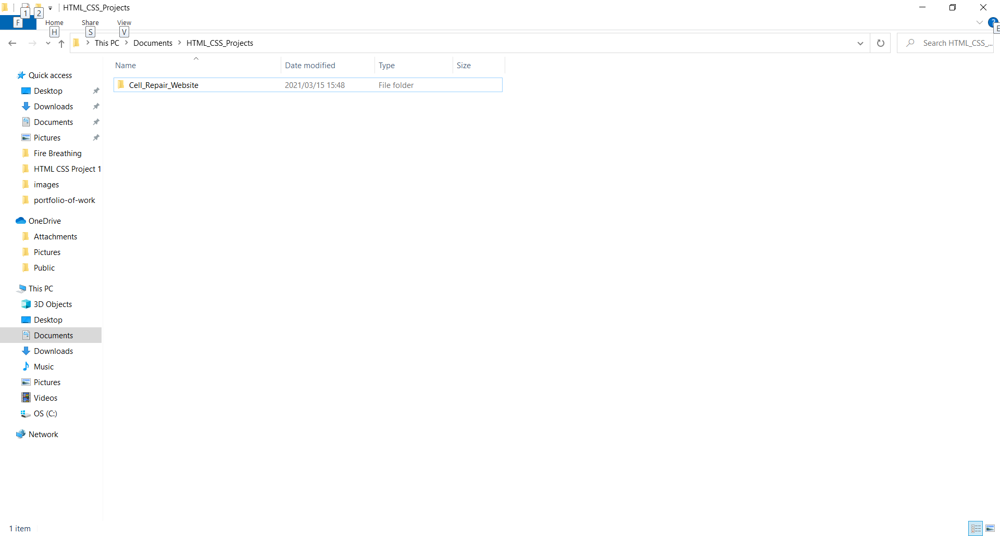 1 2 HTML_CSS_Projects
F Home Share View ?
H S V E
This PC Documents HTML_CSS_Projects Search HTML_CSS_...
Name Date modified Type Size
Cell_Repair_Website 2021/03/15 15:48 File folder
Quick access
Desktop
Downloads
Documents
Pictures
Fire Breathing
HTML CSS Project 1
images
portfolio-of-work
OneDrive
Attachments
Pictures
Public
This PC
3D Objects
Desktop
Documents
Downloads
Music
Pictures
Videos
OS (C:)
Network
1 item